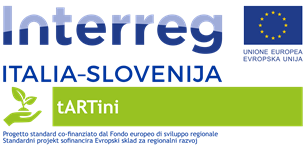 Interreg
UNIONE EUROPEA
EVROPSKA UNIJA
ITALIA-SLOVENIJA
tARTini
Progetto standard co-finanziato dal Fondo europeo di sviluppo regionale
Standardni projekt sofinancira Evropski sklad za regionalni razvoj